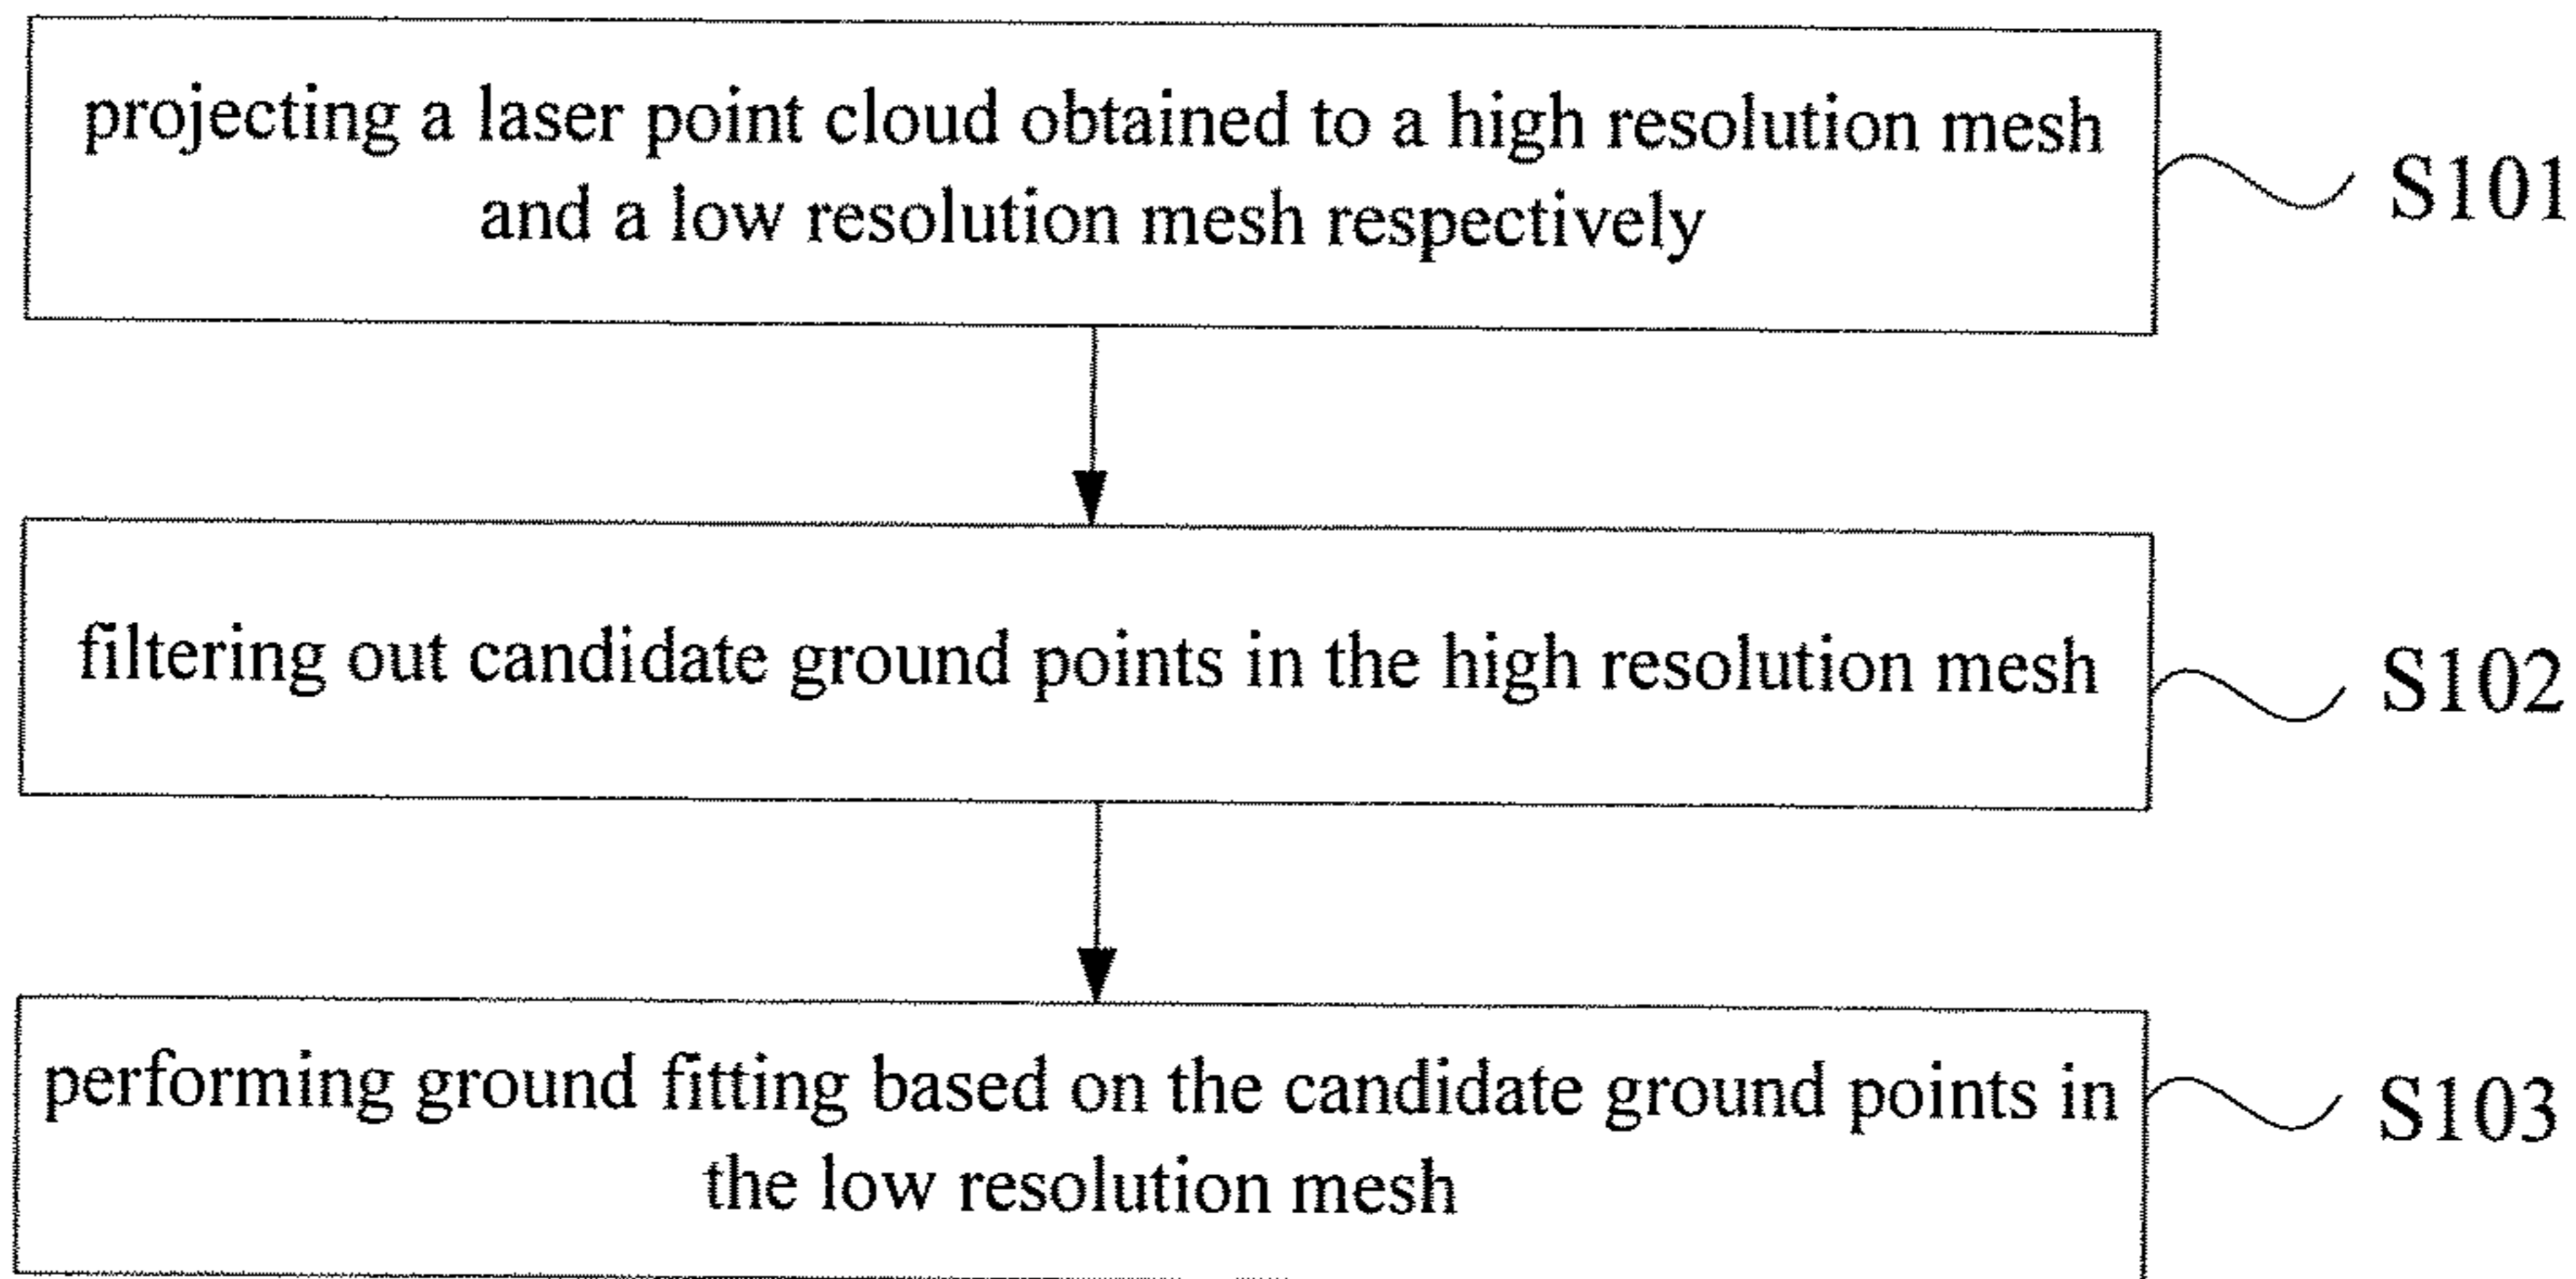 projecting a laser point cloud obtained to a high resolution mesh
and a low resolution mesh respectively
S101
filtering out candidate ground points in the high resolution mesh
S102
performing ground fitting based on the candidate ground points in
the low resolution mesh
S103